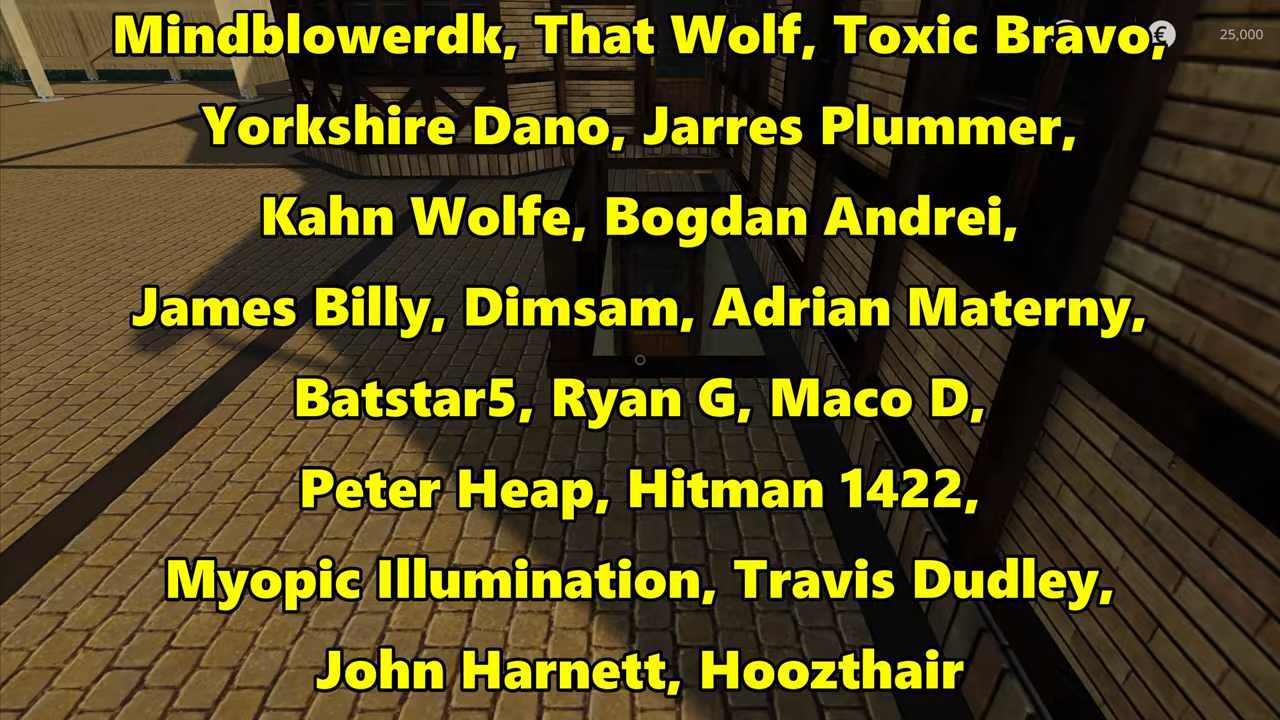 Mindblowerdk, That Wolf, Toxic Bravo,
€ 25,000
Yorkshire Dano, Jarres Plummer,
Kahn Wolfe, Bogdan Andrei,
James Billy, Dimsam, Adrian Materny,
Batstar5, Ryan G, Maco D,
Peter Heap, Hitman 1422,
Myopic Illumination, Travis Dudley,
John Harnett, Hoozthair